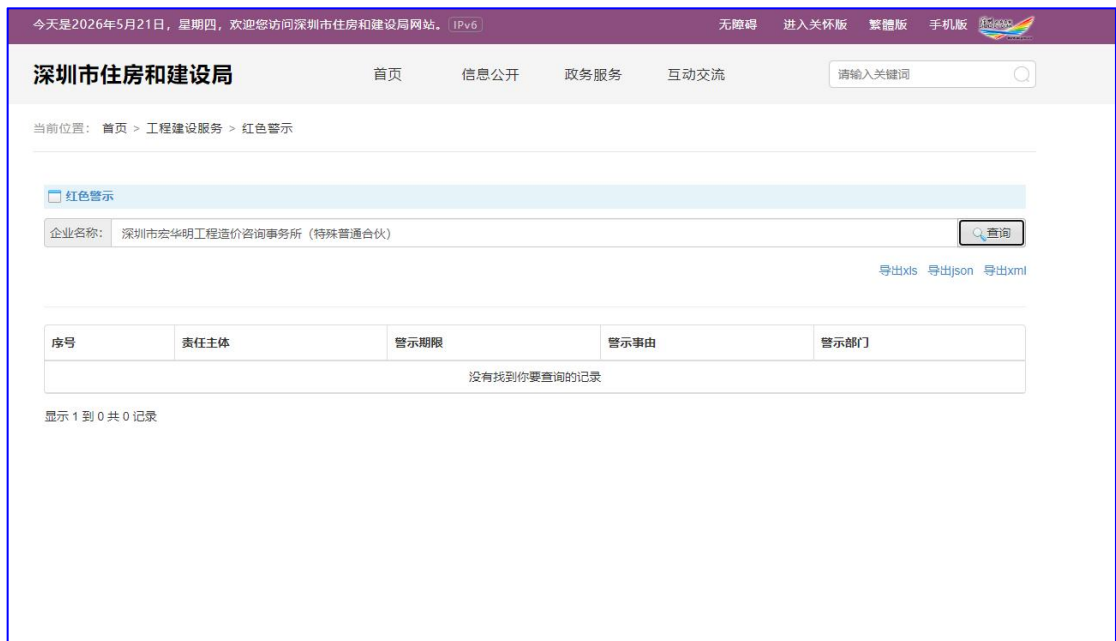 今天是2026年5月21日，星期四，欢迎您访问深圳市住房和建设局网站。 IPv6 无障碍 进入关怀版 繁體版 手机版
深圳市住房和建设局 首页 信息公开 政务服务 互动交流 请输入关键词
当前位置： 首页 > 工程建设服务 > 红色警示
红色警示
企业名称： 深圳市宏华明工程造价咨询事务所（特殊普通合伙） 查询
导出xls 导出json 导出xml
序号 责任主体 警示期限 警示事由 警示部门
没有找到你要查询的记录
显示 1 到 0 共 0 记录